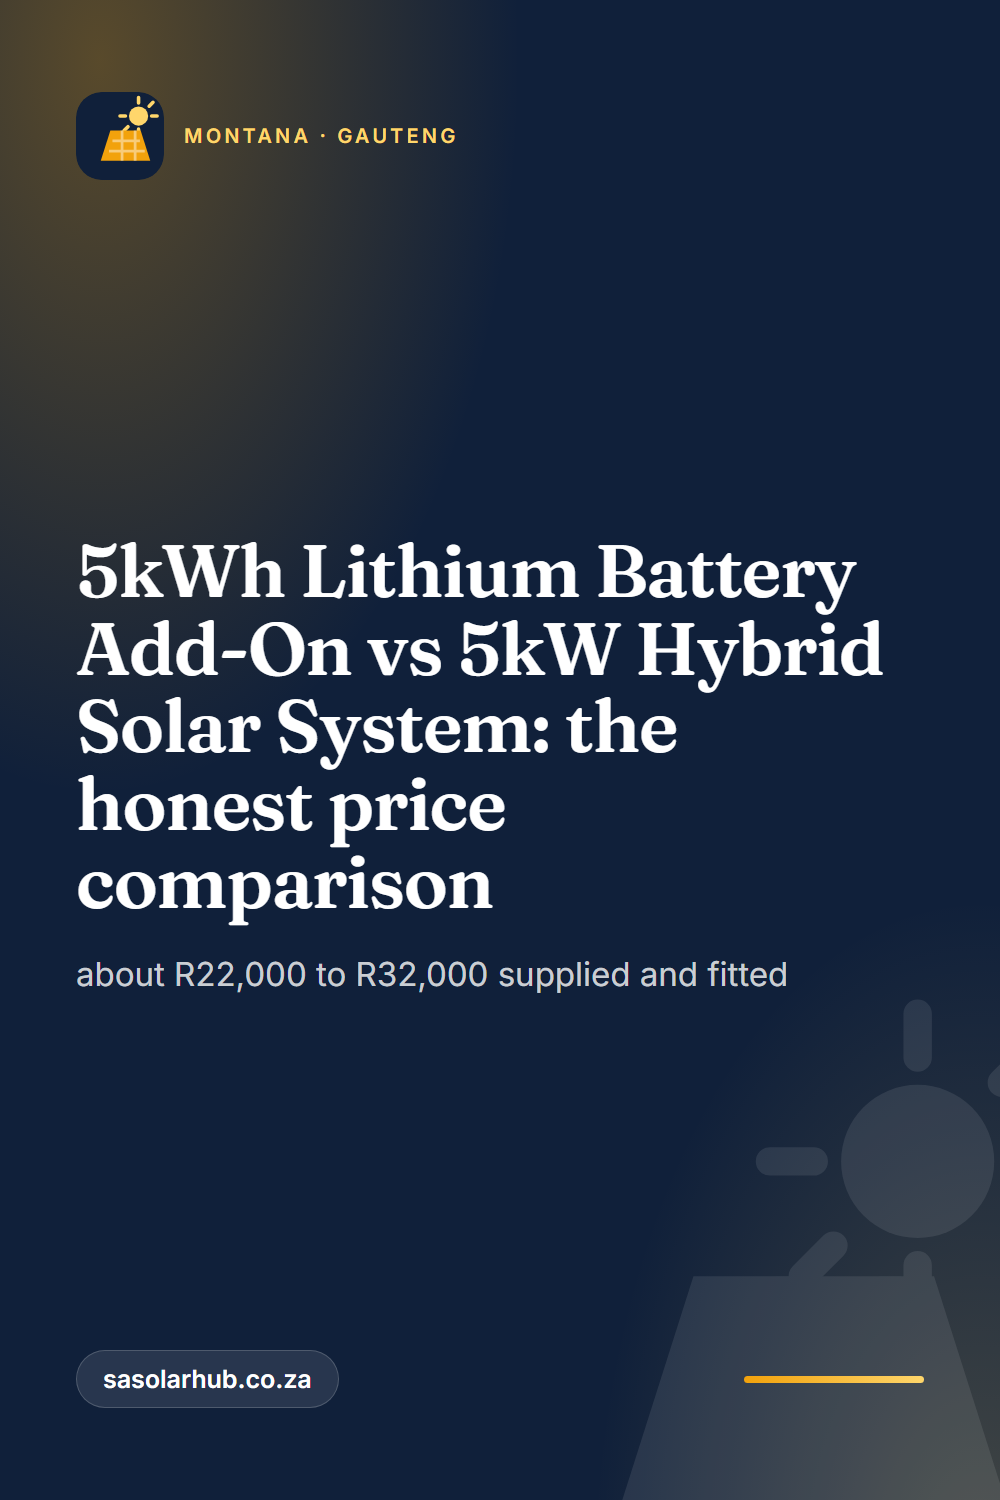 MONTANA · GAUTENG
5kWh Lithium Battery
Add-On vs 5kW Hybrid
Solar System: the
honest price
comparison
about R22,000 to R32,000 supplied and fitted
sasolarhub.co.za